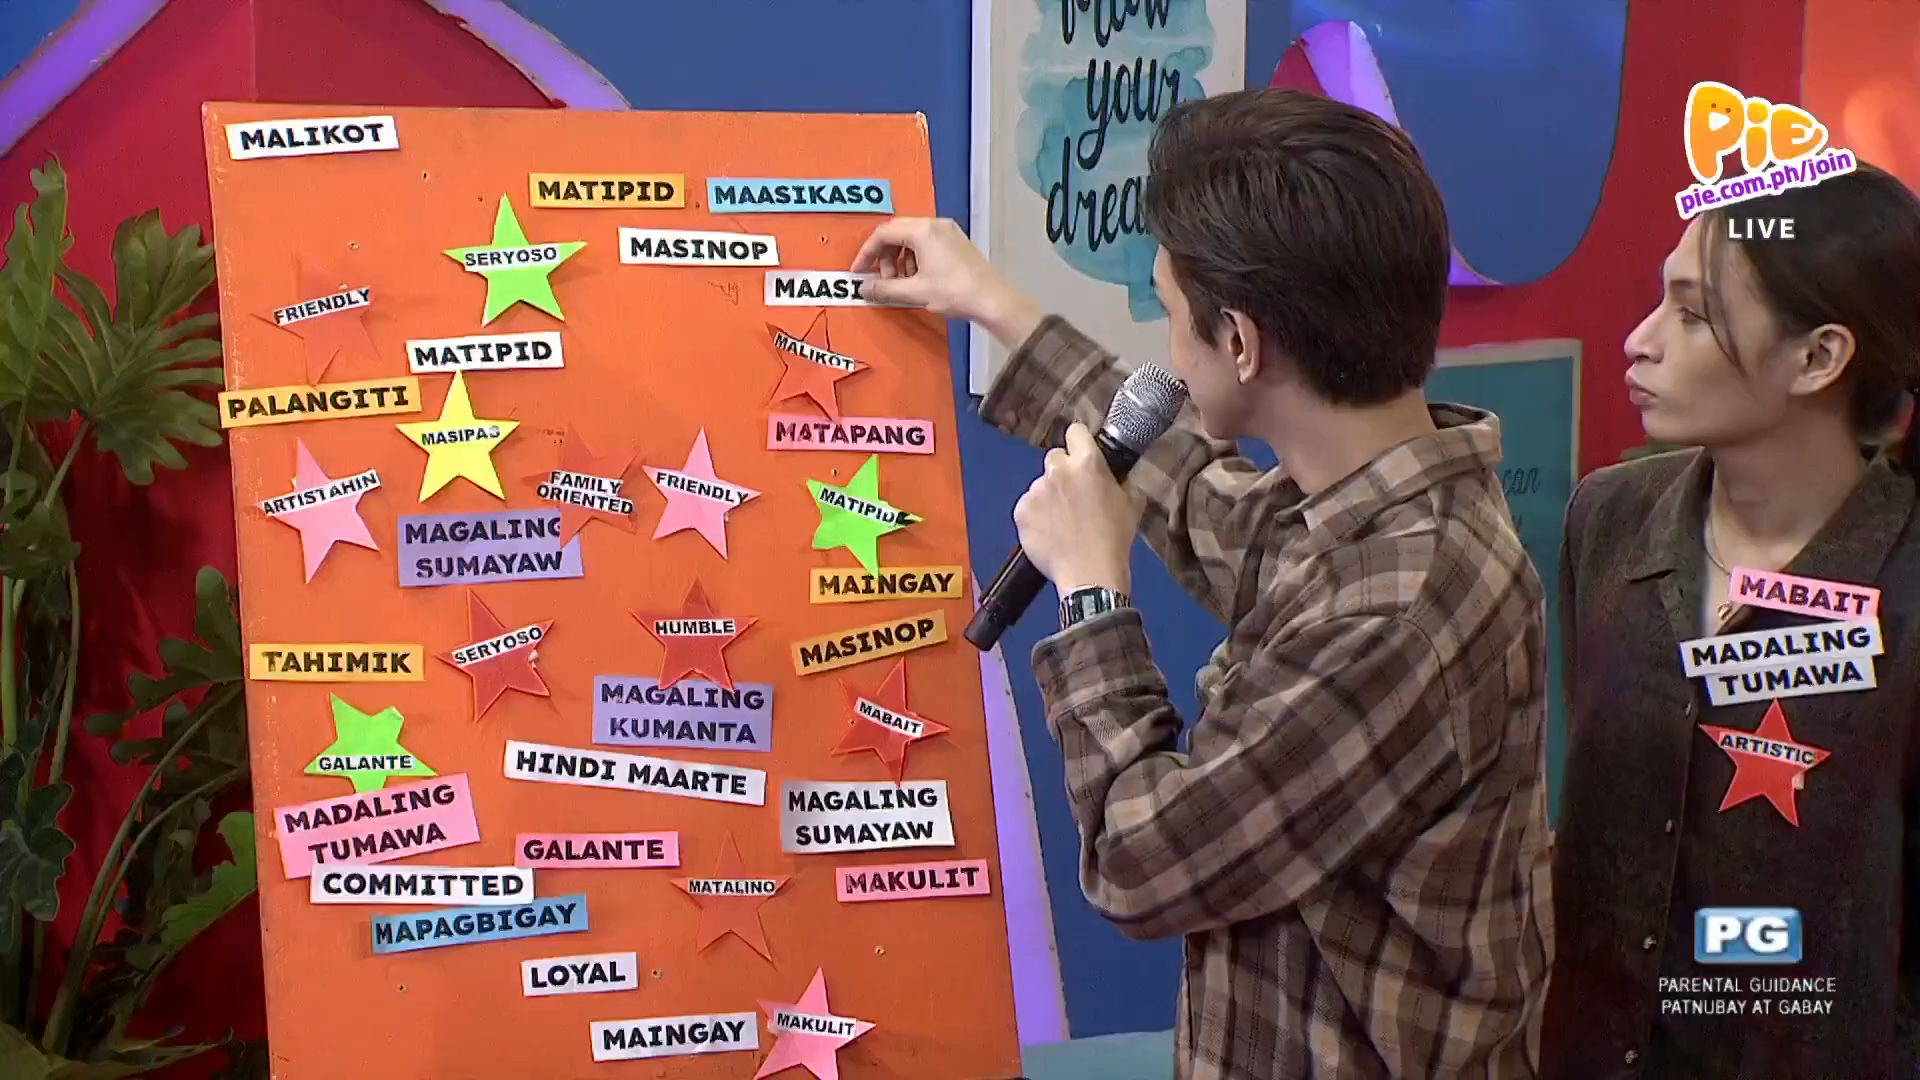 your
MALIKOT
MATIPID
MAASIKASO
SERYOSO
MASINOP
MAASI
FRIENDLY
MATIPID
MALIKOT
PALANGITI
MASIPAG
MATAPANG
ARTISTAHIN
FAMILY
ORIENTED
FRIENDLY
MATIPID
MAGALING
SUMAYAW
MAINGAY
SERYOSO
HUMBLE
MASINOP
TAHIMIK
MAGALING
KUMANTA
MABAIT
GALANTE
HINDI MAARTE
MADALING
TUMAWA
MAGALING
SUMAYAW
GALANTE
COMMITTED
MATALINO
MAKULIT
MAPAGBIGAY
LOYAL
MAINGAY
MAKULIT
can
MABAIT
MADALING
TUMAWA
ARTISTIC
PiE
pie.com.ph/join
LIVE
PG
PARENTAL GUIDANCE
PATNUBAY AT GABAY